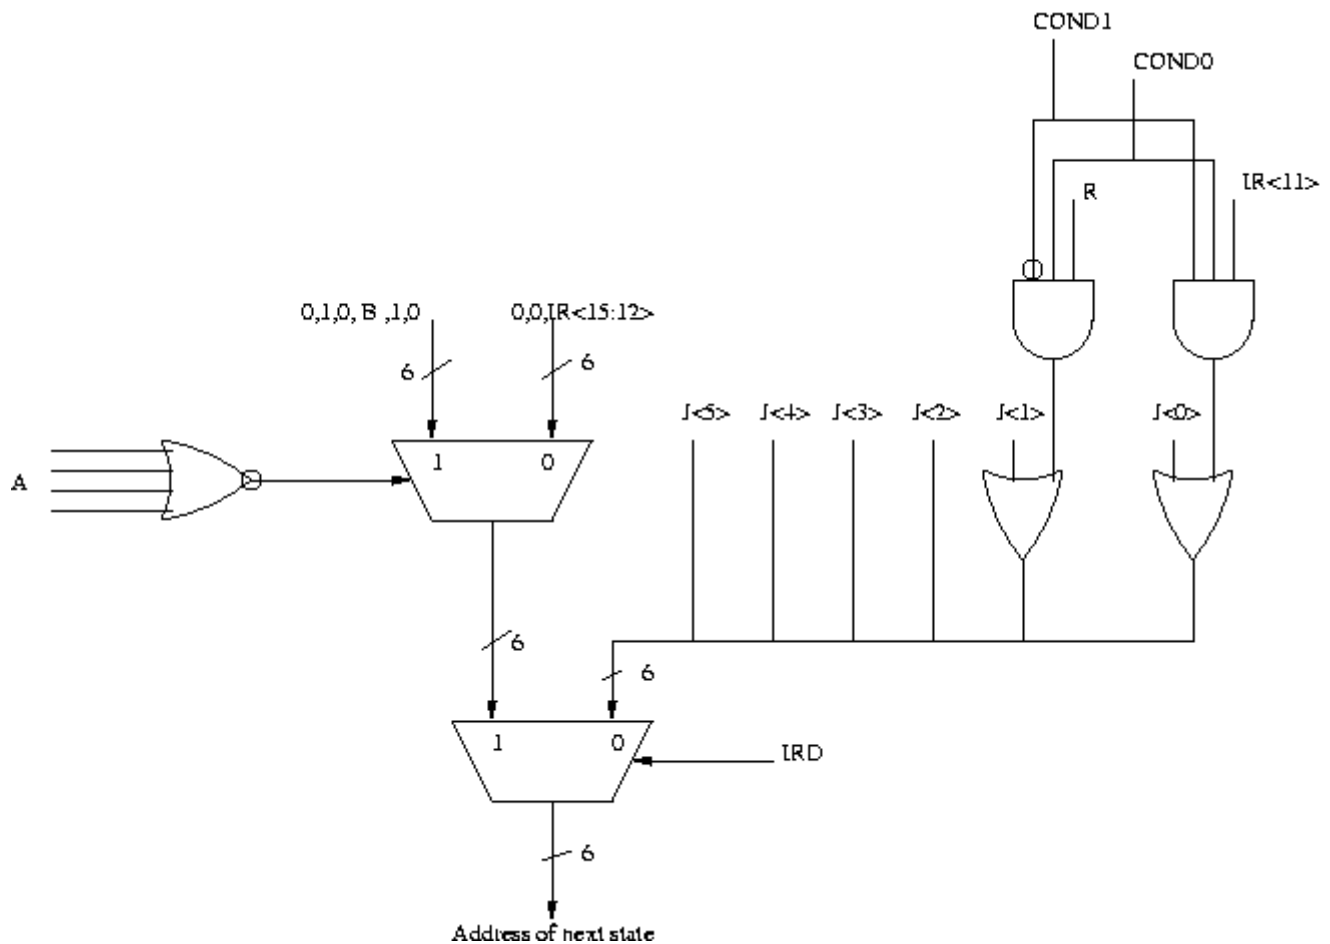 COND1
COND0
R
IR<11>
0,1,0, B ,1,0
0,0,IR<15:12>
6
6
J<5>
J<4>
J<3>
J<2>
J<1>
J<0>
1
0
A
6
6
1
0
IRD
6
Address of next state